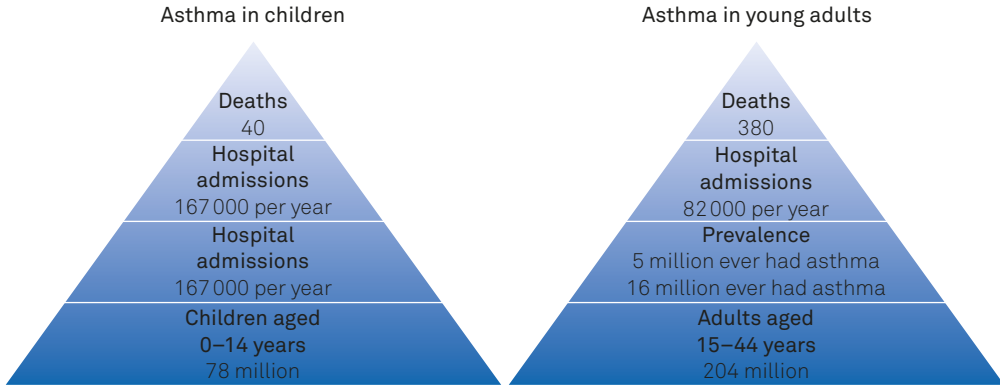 Asthma in children
Deaths
40
Hospital
admissions
167 000 per year
Hospital
admissions
167 000 per year
Children aged
0–14 years
78 million
Asthma in young adults
Deaths
380
Hospital
admissions
82 000 per year
Prevalence
5 million ever had asthma
16 million ever had asthma
Adults aged
15–44 years
204 million